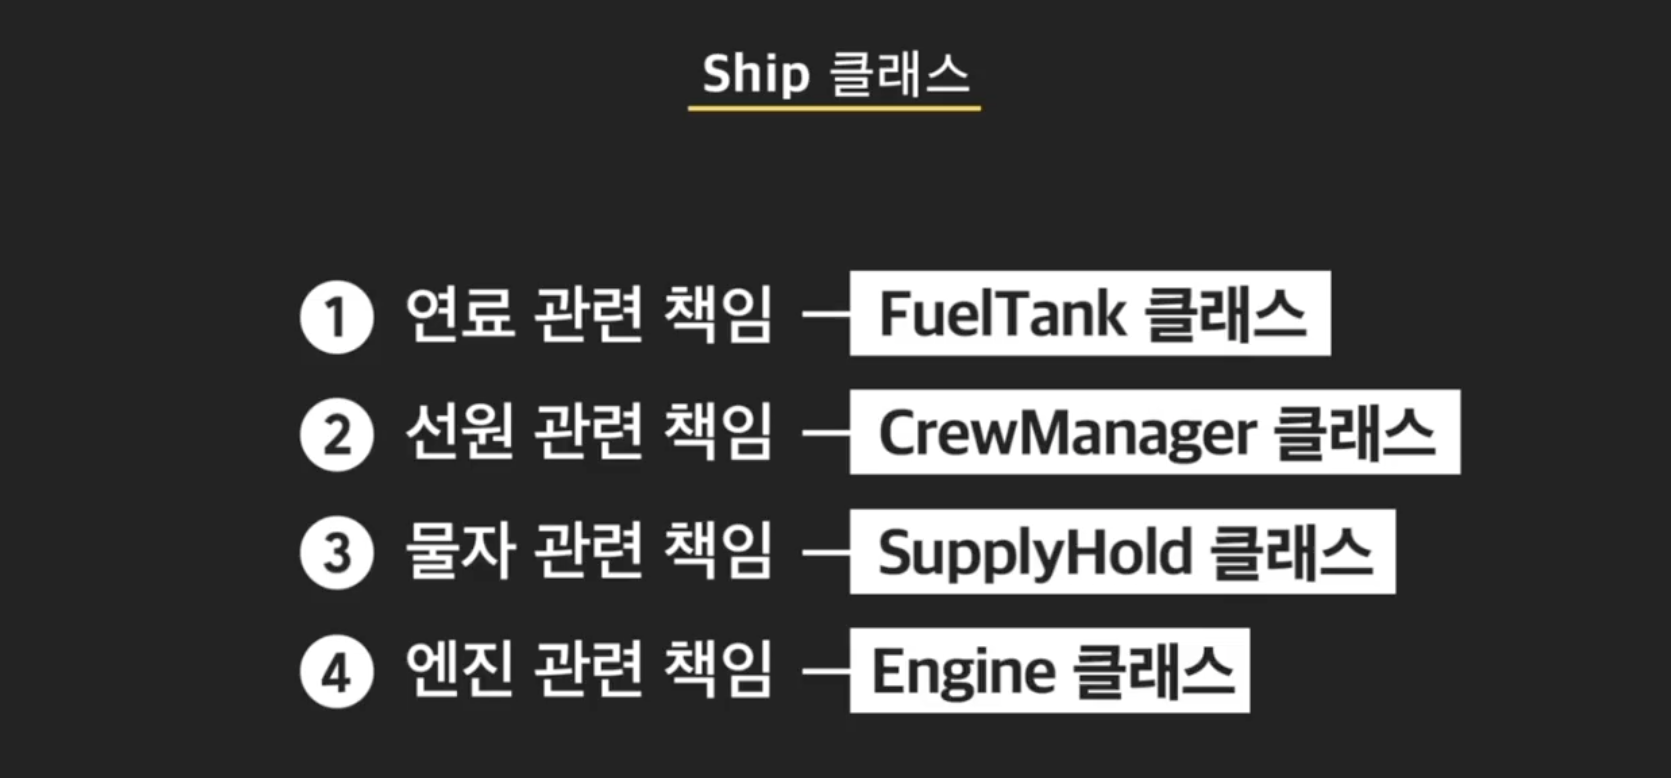 Ship 클래스
1 연료 관련 책임 FuelTank 클래스
2 선원 관련 책임 CrewManager 클래스
3 물자 관련 책임 SupplyHold 클래스
4 엔진 관련 책임 Engine 클래스